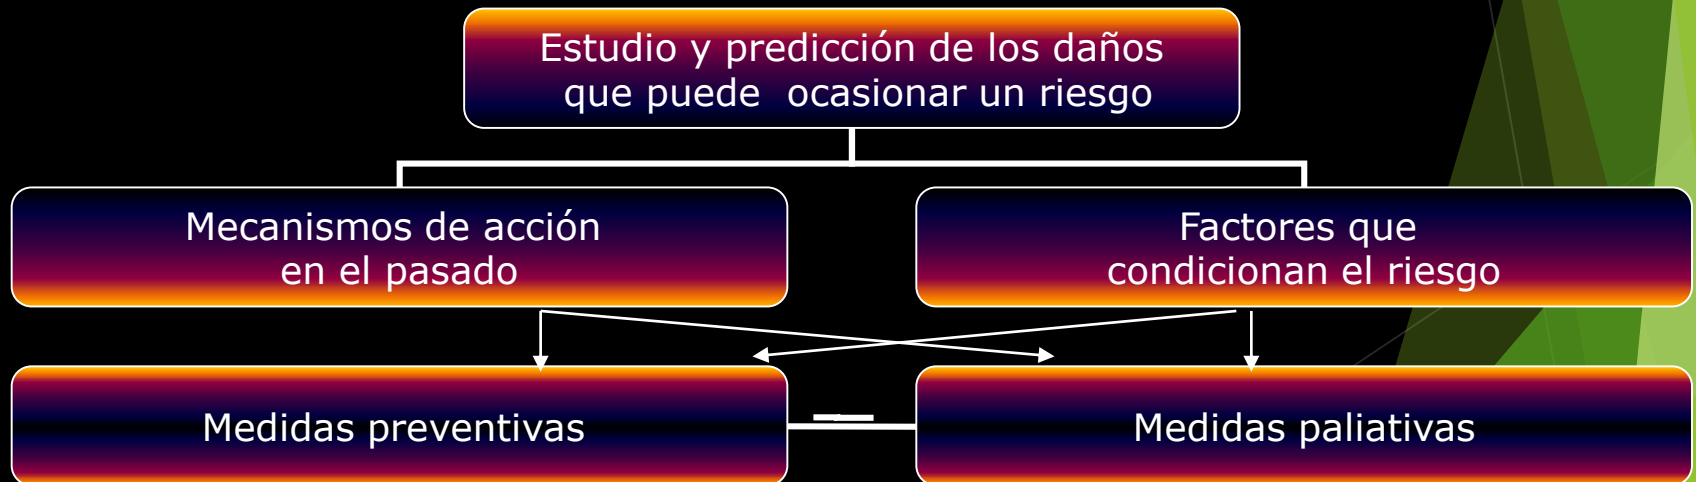 Estudio y predicción de los daños
que puede  ocasionar un riesgo
Mecanismos de acción
en el pasado
Factores que
condicionan el riesgo
Medidas preventivas
Medidas paliativas